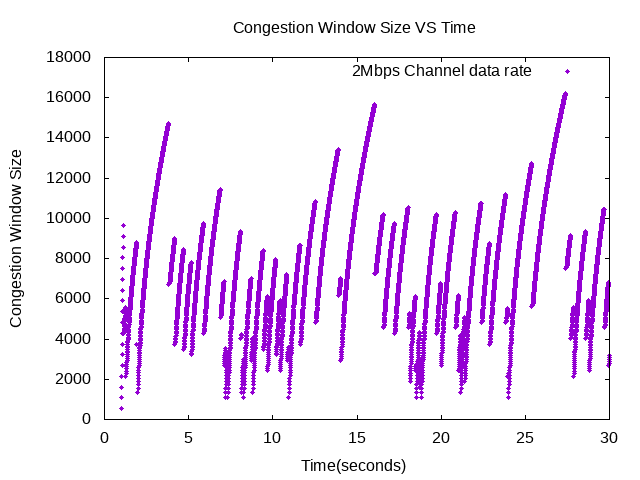 Congestion Window Size VS Time
2Mbps Channel data rate
18000
16000
14000
12000
10000
8000
6000
4000
2000
0
Congestion Window Size
0 5 10 15 20 25 30
Time(seconds)